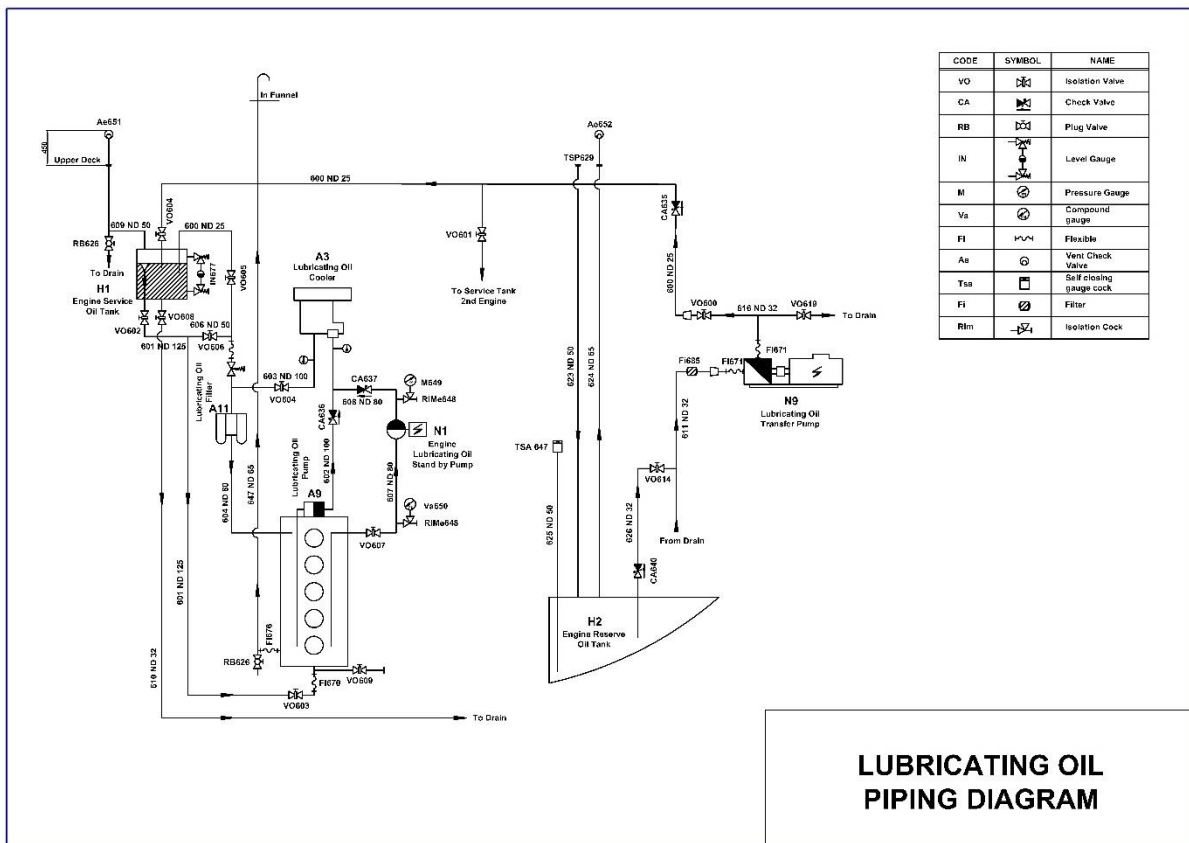 In Funnel
Ae651
450
Upper Deck
VO604
609 ND 50
600 ND 25
RB626
To Drain
H1
Engine Service
Oil Tank
IN677
VO605
VO602
VO608
606 ND 50
601 ND 125
VO606
Lubricating Oil
Filter
A11
603 ND 100
VO604
A3
Lubricating Oil
Cooler
CA637
608 ND 80
CA636
M649
RIMe648
N1
Engine
Lubricating Oil
Stand by Pump
Lubricating Oil
Pump
A9
602 ND 100
607 ND 80
Va650
RIMe648
VO607
604 ND 80
647 ND 65
601 ND 125
610 ND 32
RB626
FI676
FI670
VO609
VO603
To Drain
600 ND 25
VO601
To Service Tank
2nd Engine
TSP629
Ae652
CA635
600 ND 25
VO600
616 ND 32
VO619
To Drain
FI671
FI671
Fi685
N9
Lubricating Oil
Transfer Pump
611 ND 32
623 ND 50
624 ND 65
TSA 647
625 ND 50
VO614
626 ND 32
From Drain
CA640
H2
Engine Reserve
Oil Tank
CODE SYMBOL NAME
VO Isolation Valve
CA Check Valve
RB Plug Valve
IN Level Gauge
M Pressure Gauge
Va Compound
gauge
Fl Flexible
Ae Vent Check
Valve
Tsa Self closing
gauge cock
Fi Filter
RIm Isolation Cock
LUBRICATING OIL
PIPING DIAGRAM